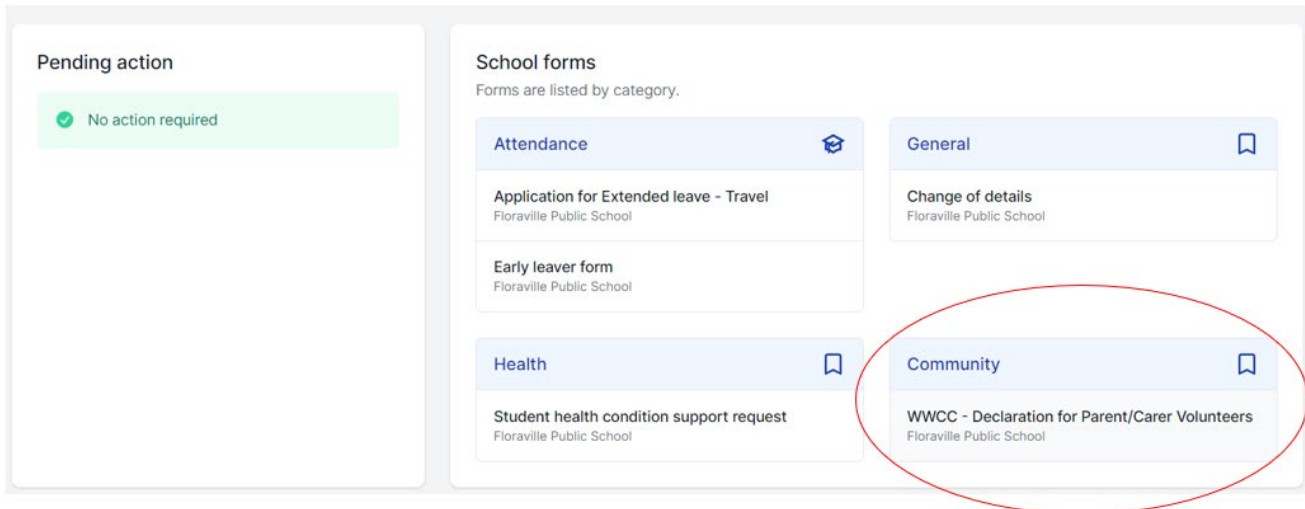 Pending action
No action required
School forms
Forms are listed by category.
Attendance
Application for Extended leave - Travel
Floraville Public School
Early leaver form
Floraville Public School
General
Change of details
Floraville Public School
Health
Student health condition support request
Floraville Public School
Community
WWCC - Declaration for Parent/Carer Volunteers
Floraville Public School